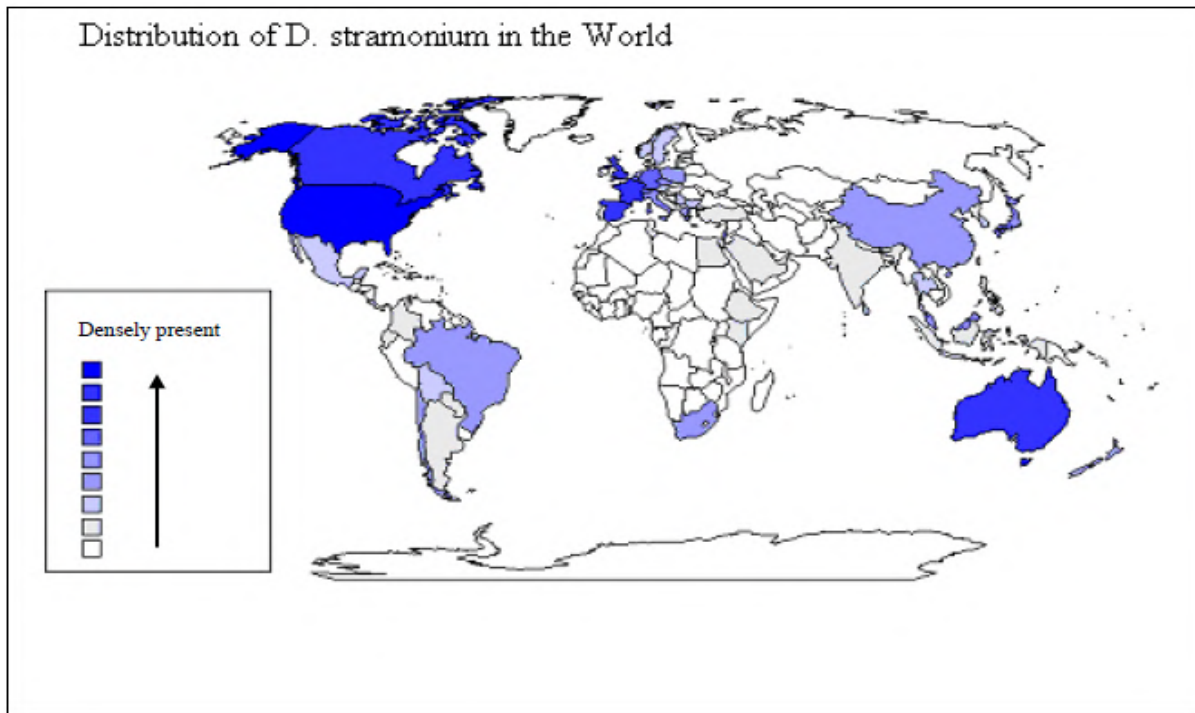 Distribution of D. stramonium in the World
Densely present